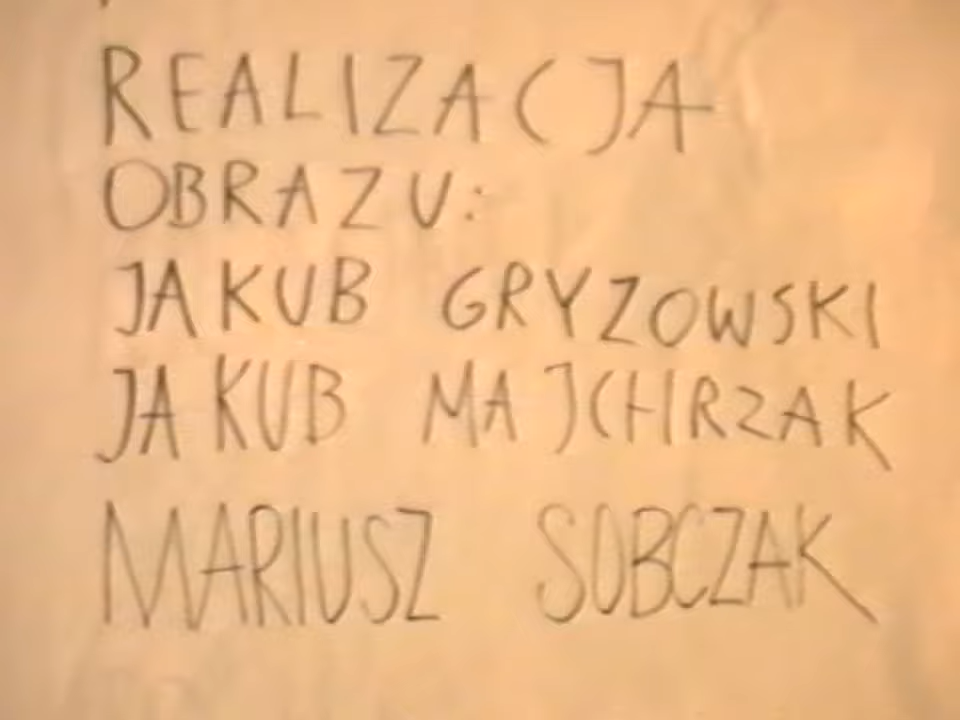 REALIZACJA
OBRAZU:
JAKUB GRYZOWSKI
JAKUB MAJCHRZAK
MARIUSZ SOBCZAK